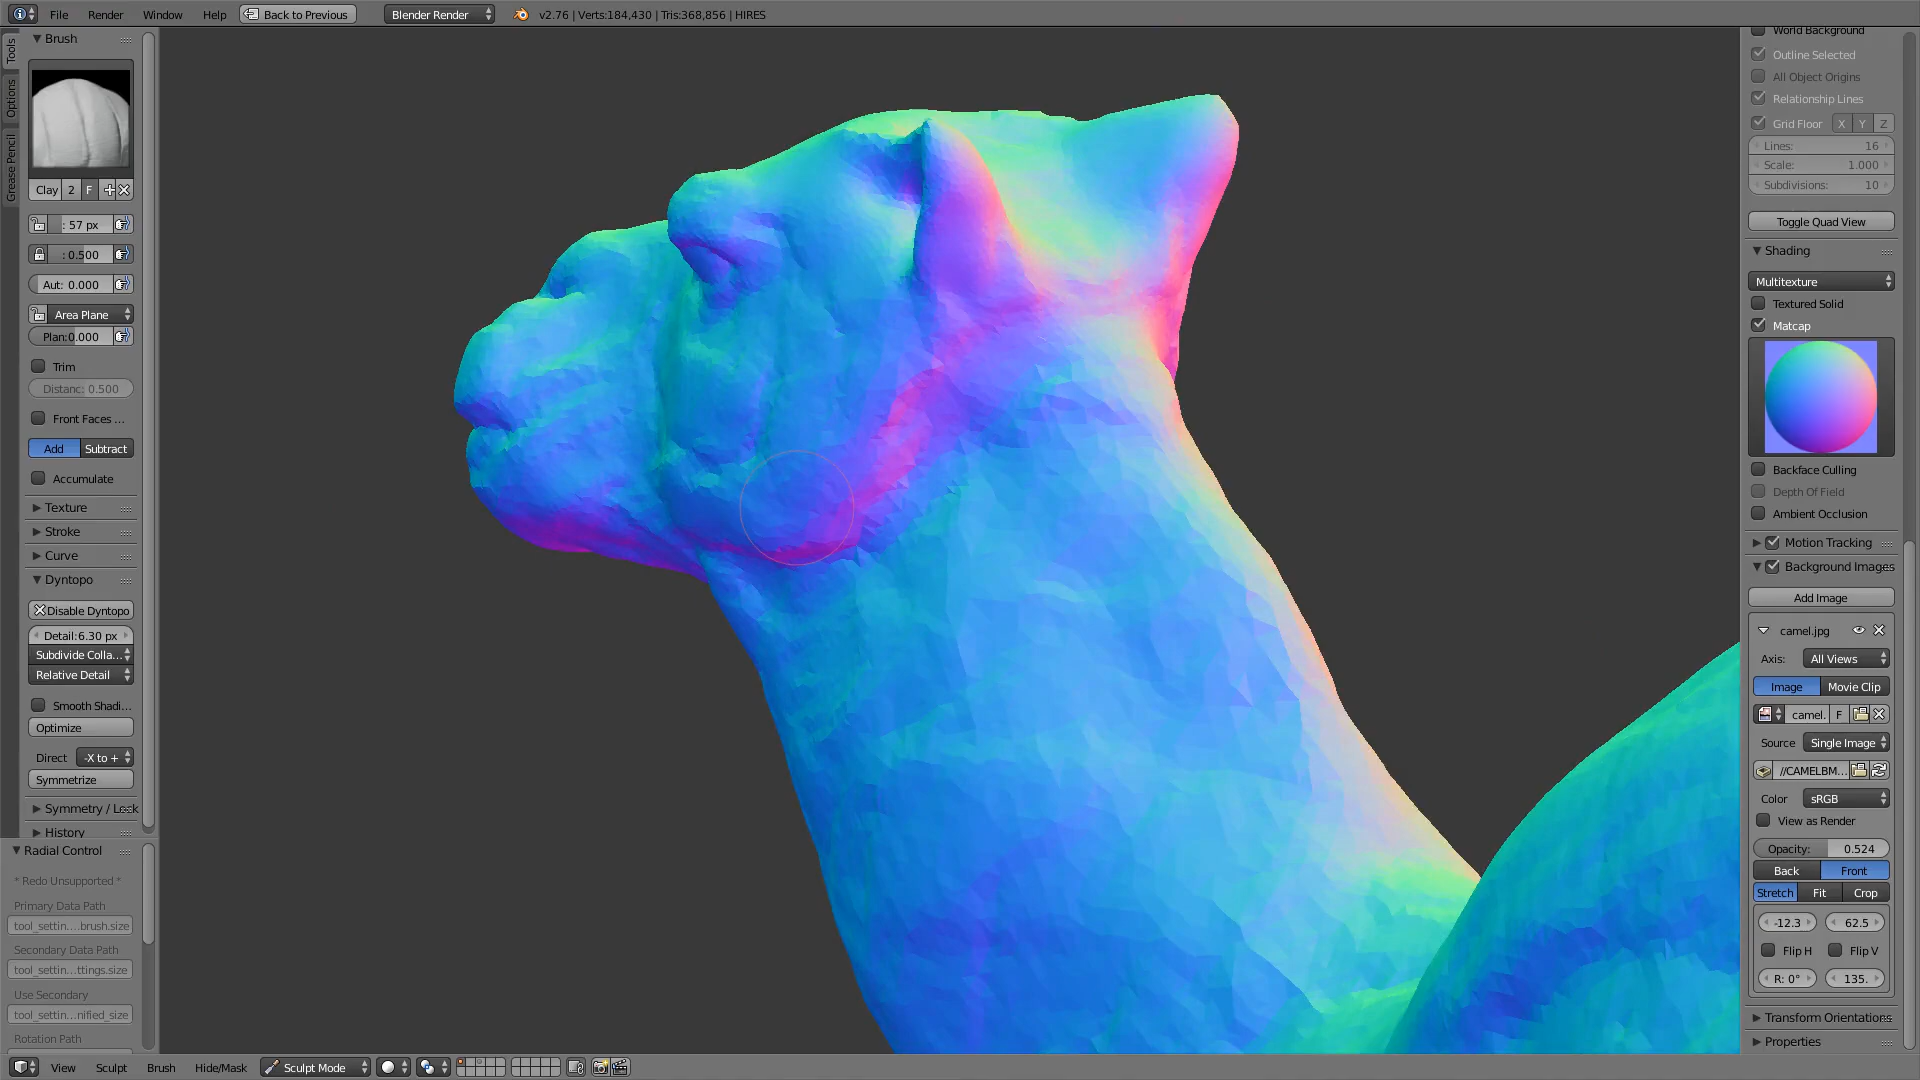 File Render Window Help Back to Previous Blender Render v2.76 | Verts:184,430 | Tris:368,856 | HIRES
Tools
Options
Grease Pencil
Brush
Clay 2 F
: 57 px
: 0.500
Aut: 0.000
Area Plane
Plan:0.000
Trim
Distanc: 0.500
Front Faces ...
Add Subtract
Accumulate
Texture
Stroke
Curve
Dyntopo
Disable Dyntopo
Detail:6.30 px
Subdivide Colla...
Relative Detail
Smooth Shadi...
Optimize
Direct -X to +
Symmetrize
Symmetry / Lock
History
Radial Control
* Redo Unsupported *
Primary Data Path
tool_settin...brush.size
Secondary Data Path
tool_settin...ttings.size
Use Secondary
tool_settin...nified_size
Rotation Path
World Background
Outline Selected
All Object Origins
Relationship Lines
Grid Floor X Y Z
Lines: 16
Scale: 1.000
Subdivisions: 10
Toggle Quad View
Shading
Multitexture
Textured Solid
Matcap
Backface Culling
Depth Of Field
Ambient Occlusion
Motion Tracking
Background Images
Add Image
camel.jpg
Axis: All Views
Image Movie Clip
camel. F
Source Single Image
//CAMELBM...
Color sRGB
View as Render
Opacity: 0.524
Back Front
Stretch Fit Crop
-12.3 62.5
Flip H Flip V
R: 0° 135.
Transform Orientations
Properties
View Sculpt Brush Hide/Mask Sculpt Mode